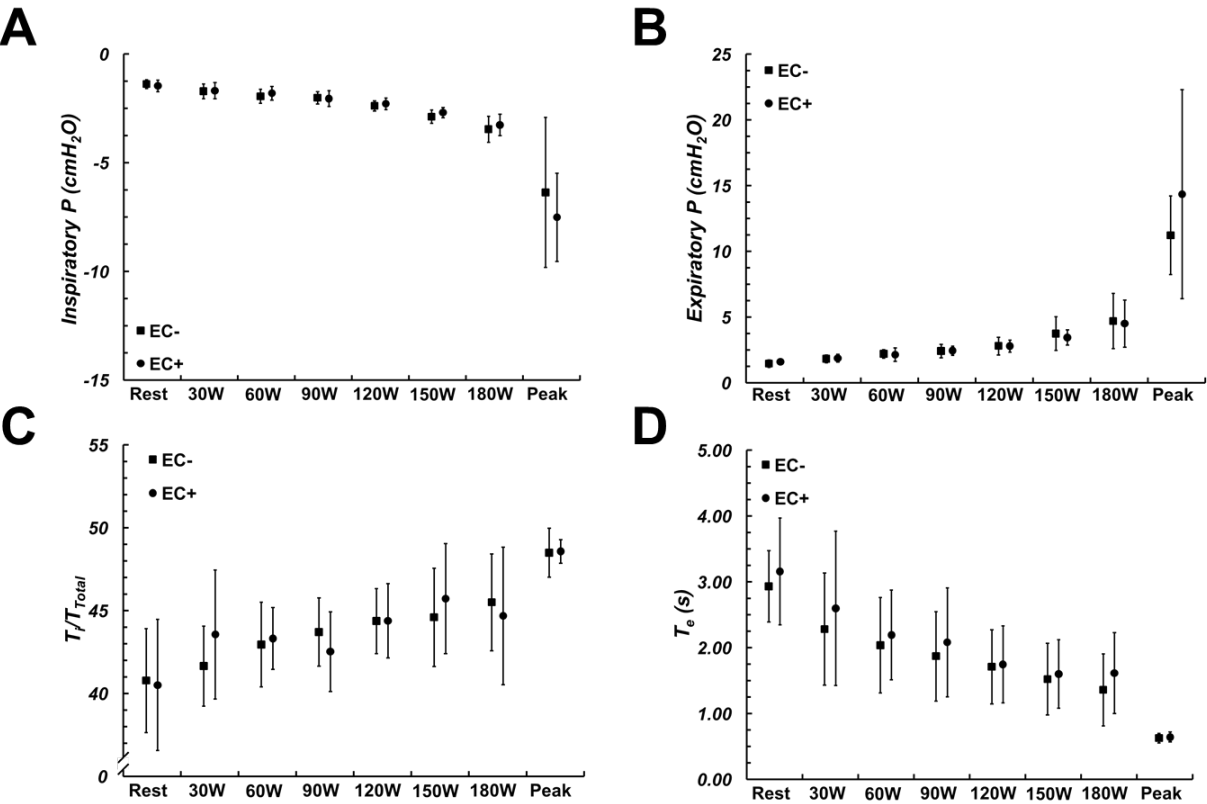 A
Inspiratory P (cmH₂O)
0
-5
-10
-15
EC-
EC+
Rest 30W 60W 90W 120W 150W 180W Peak
B
Expiratory P (cmH₂O)
25
20
15
10
5
0
EC-
EC+
Rest 30W 60W 90W 120W 150W 180W Peak
C
Tᵢ/T_Total
55
50
45
40
0
EC-
EC+
Rest 30W 60W 90W 120W 150W 180W Peak
D
Tₑ (s)
5.00
4.00
3.00
2.00
1.00
0.00
EC-
EC+
Rest 30W 60W 90W 120W 150W 180W Peak